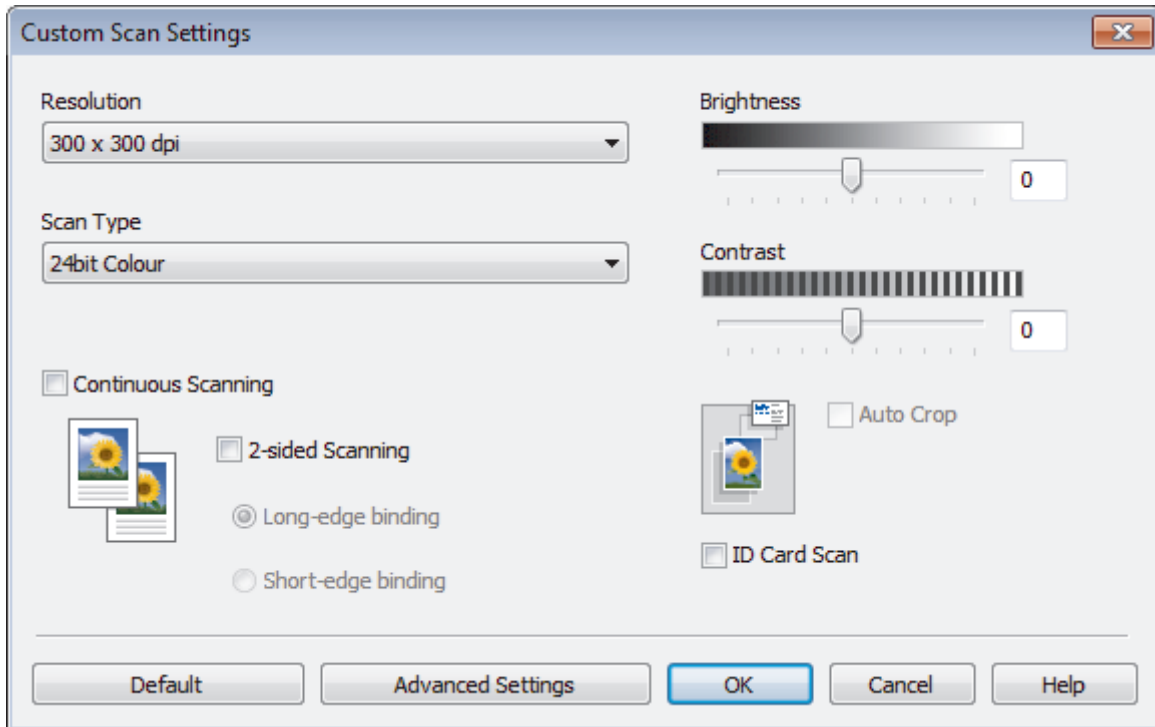 Custom Scan Settings
Resolution
300 x 300 dpi
Scan Type
24bit Colour
Continuous Scanning
2-sided Scanning
Long-edge binding
Short-edge binding
Brightness
0
Contrast
0
Auto Crop
ID Card Scan
Default
Advanced Settings
OK
Cancel
Help